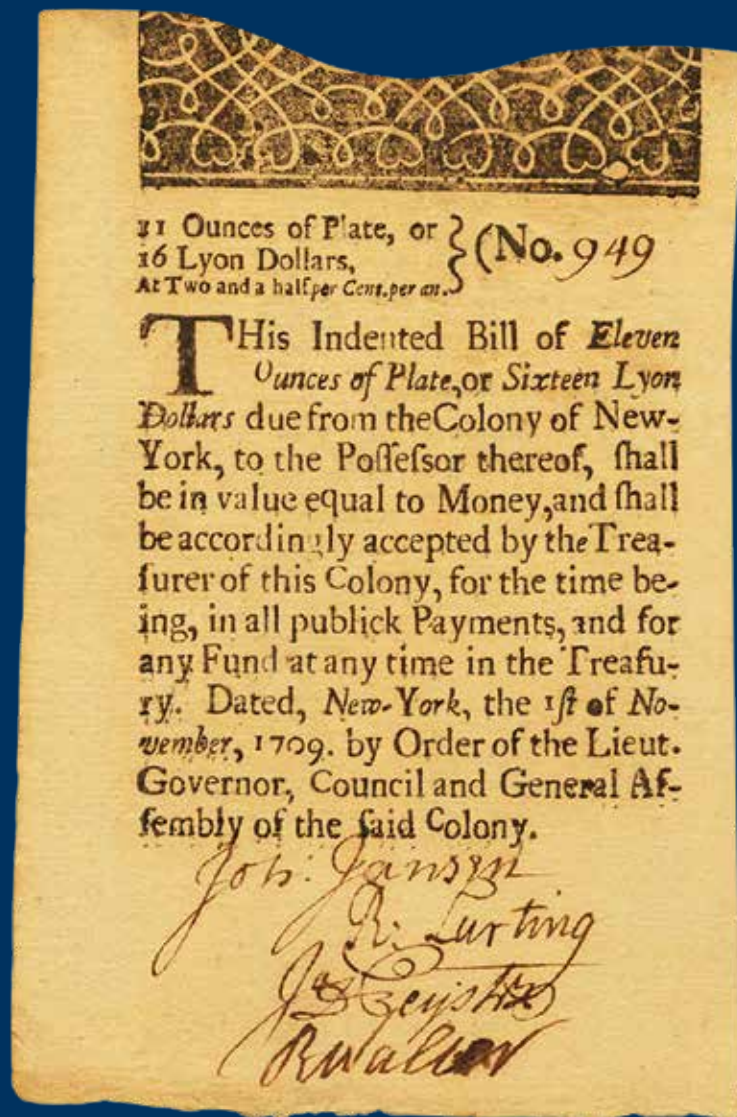 11 Ounces of Plate, or } (No. 949
16 Lyon Dollars,
At Two and a half per Cent. per an.
THis Indented Bill of Eleven
Ounces of Plate, or Sixteen Lyon
Dollars due from the Colony of New-
York, to the Poſſeſsor thereof, ſhall
be in value equal to Money, and ſhall
be accordingly accepted by the Trea-
ſurer of this Colony, for the time be-
ing, in all publick Payments, and for
any Fund at any time in the Treaſu-
ry. Dated, New-York, the 1ſt of No-
vember, 1709. by Order of the Lieut.
Governor, Council and General Aſ-
ſembly of the ſaid Colony.
Joh: Jansen
R: Lurting
RWalter